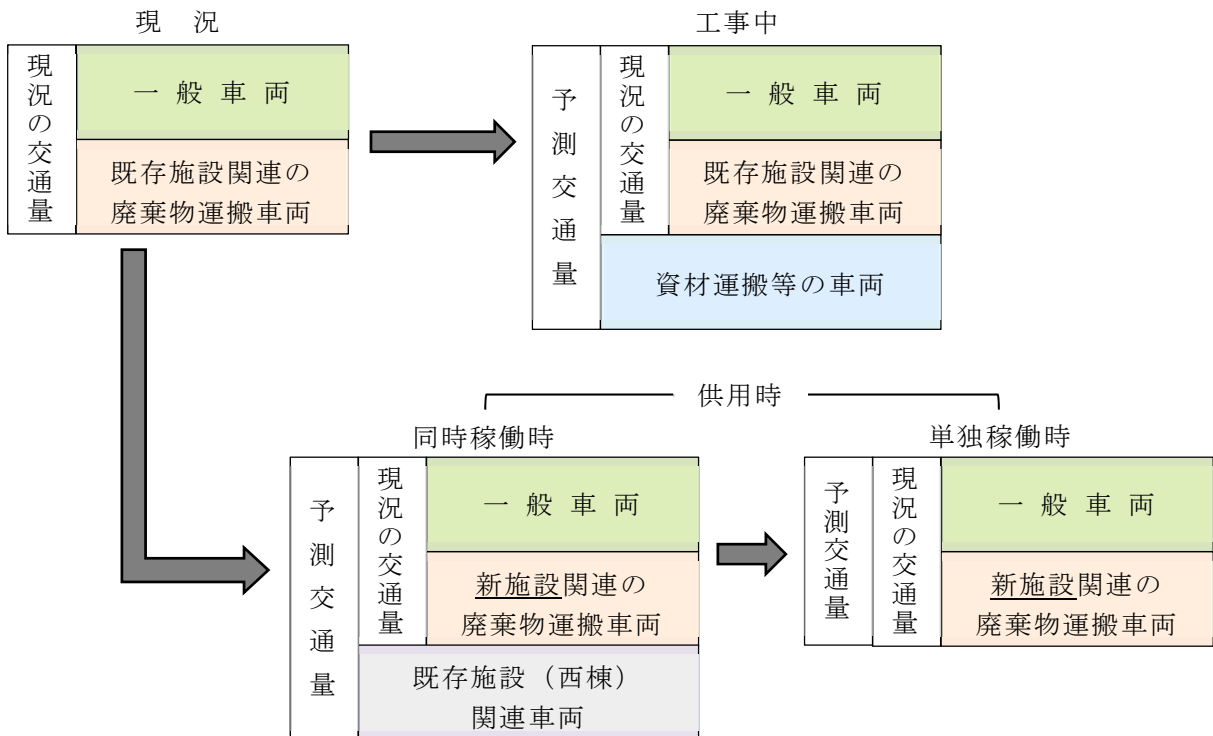 現 況
現況の交通量
一 般 車 両
既存施設関連の
廃棄物運搬車両
工事中
予測交通量
現況の交通量
一 般 車 両
既存施設関連の
廃棄物運搬車両
資材運搬等の車両
供用時
同時稼働時
予測交通量
現況の交通量
一 般 車 両
新施設関連の
廃棄物運搬車両
既存施設（西棟）
関連車両
単独稼働時
予測交通量
現況の交通量
一 般 車 両
新施設関連の
廃棄物運搬車両